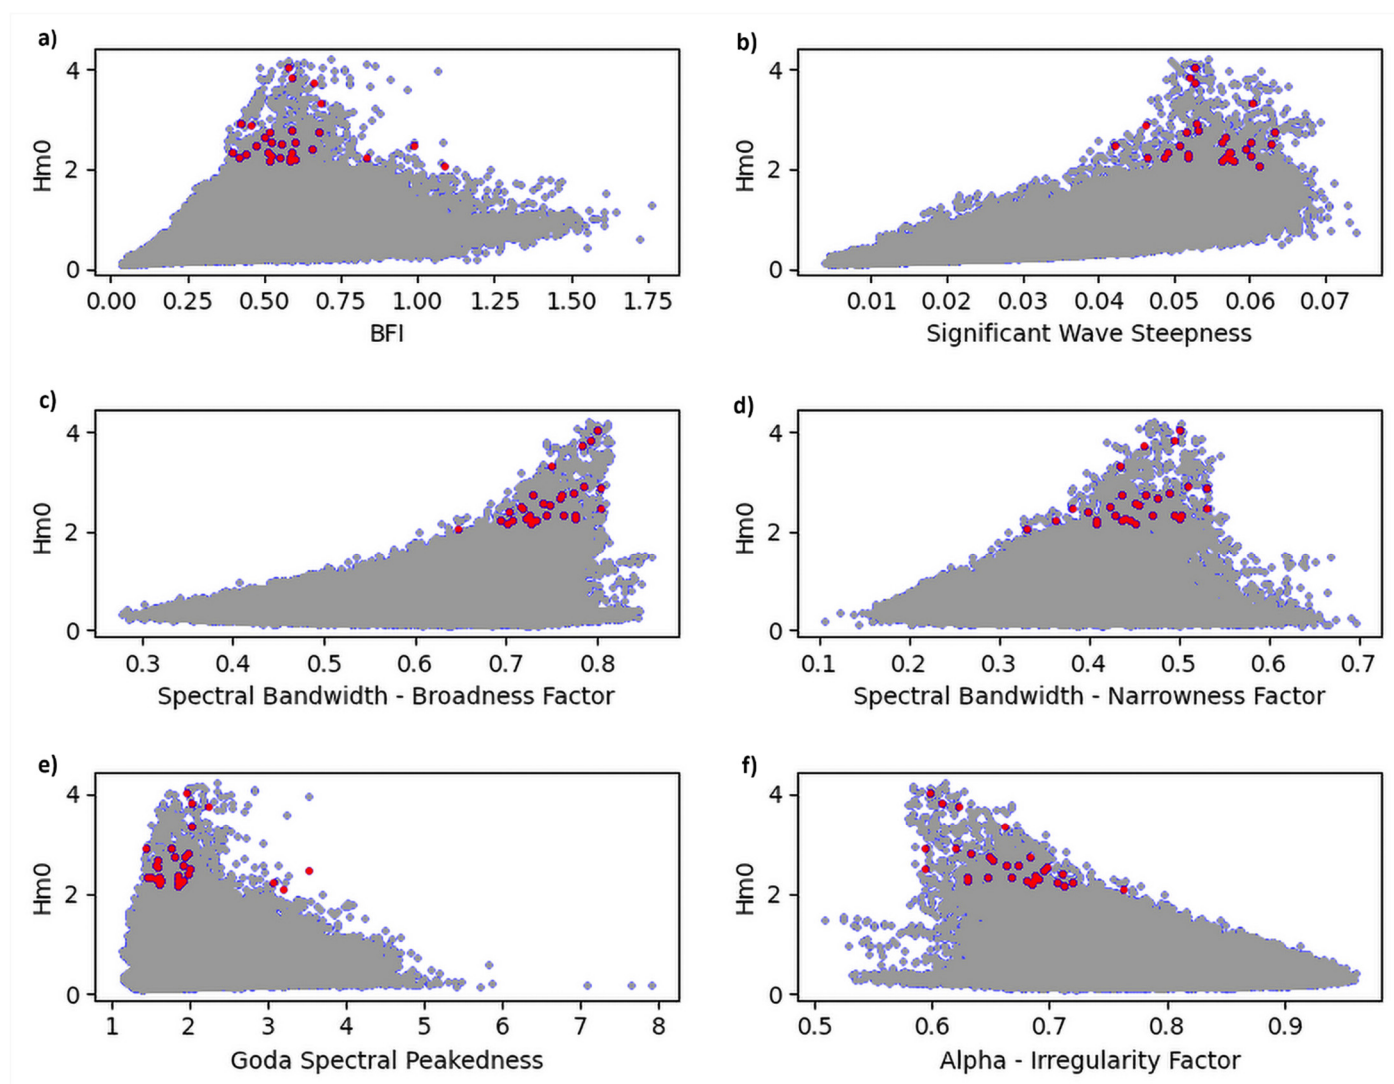 a)
Hm0
4
2
0
0.00 0.25 0.50 0.75 1.00 1.25 1.50 1.75
BFI
b)
Hm0
4
2
0
0.01 0.02 0.03 0.04 0.05 0.06 0.07
Significant Wave Steepness
c)
Hm0
4
2
0
0.3 0.4 0.5 0.6 0.7 0.8
Spectral Bandwidth - Broadness Factor
d)
Hm0
4
2
0
0.1 0.2 0.3 0.4 0.5 0.6 0.7
Spectral Bandwidth - Narrowness Factor
e)
Hm0
4
2
0
1 2 3 4 5 6 7 8
Goda Spectral Peakedness
f)
Hm0
4
2
0
0.5 0.6 0.7 0.8 0.9
Alpha - Irregularity Factor